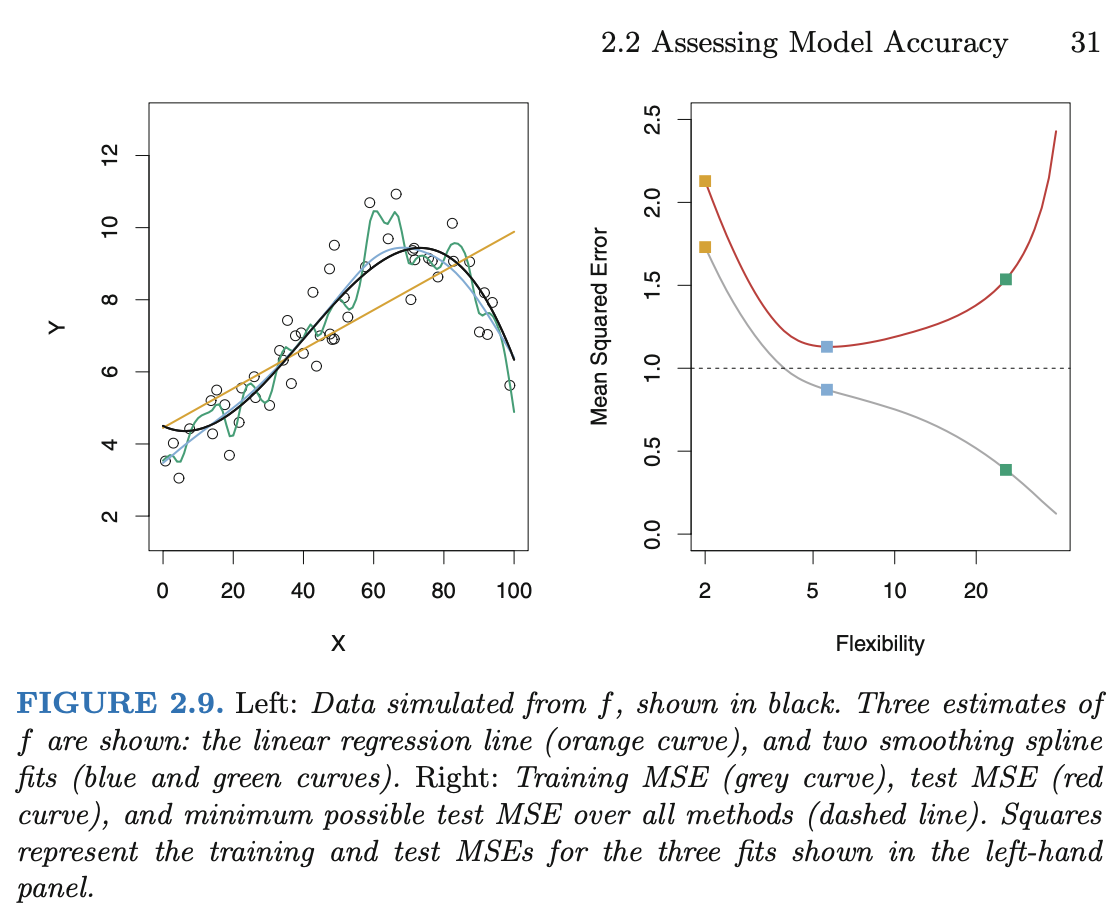 2.2 Assessing Model Accuracy 31
Y
12
10
8
6
4
2
0 20 40 60 80 100
X
Mean Squared Error
2.5
2.0
1.5
1.0
0.5
0.0
2 5 10 20
Flexibility
FIGURE 2.9. Left: Data simulated from f, shown in black. Three estimates of
f are shown: the linear regression line (orange curve), and two smoothing spline
fits (blue and green curves). Right: Training MSE (grey curve), test MSE (red
curve), and minimum possible test MSE over all methods (dashed line). Squares
represent the training and test MSEs for the three fits shown in the left-hand
panel.